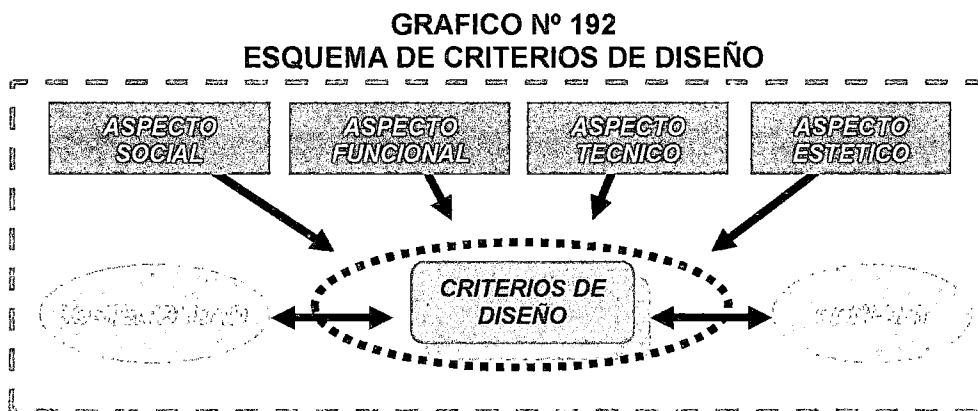 GRAFICO Nº 192
ESQUEMA DE CRITERIOS DE DISEÑO
ASPECTO
SOCIAL
ASPECTO
FUNCIONAL
ASPECTO
TECNICO
ASPECTO
ESTETICO
CRITERIOS DE
DISEÑO